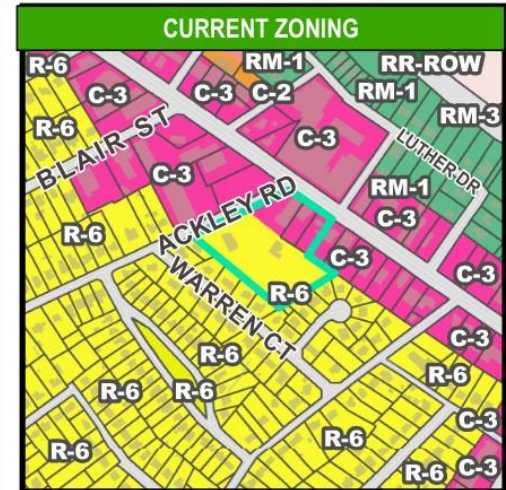 CURRENT ZONING
R-6
RM-1
RR-ROW
C-3
C-3
C-2
RM-1
RM-3
R-6
C-3
LUTHER DR
BLAIR ST
C-3
RM-1
C-3
R-6
ACKLEY RD
C-3
C-3
R-6
WARREN CT
C-3
R-6
R-6
R-6
R-6
R-6
C-3
R-6
R-6
C-3